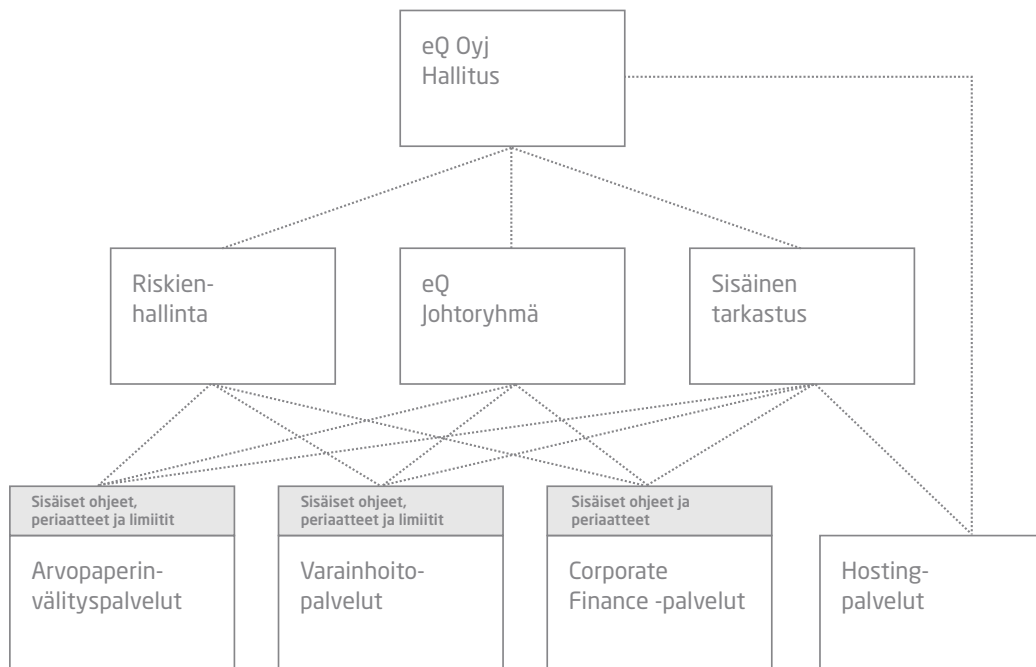 eQ Oyj
Hallitus
Riskien-
hallinta
eQ
Johtoryhmä
Sisäinen
tarkastus
Sisäiset ohjeet,
periaatteet ja limiitit
Arvopaperin-
välityspalvelut
Sisäiset ohjeet,
periaatteet ja limiitit
Varainhoito-
palvelut
Sisäiset ohjeet ja
periaatteet
Corporate
Finance -palvelut
Hosting-
palvelut